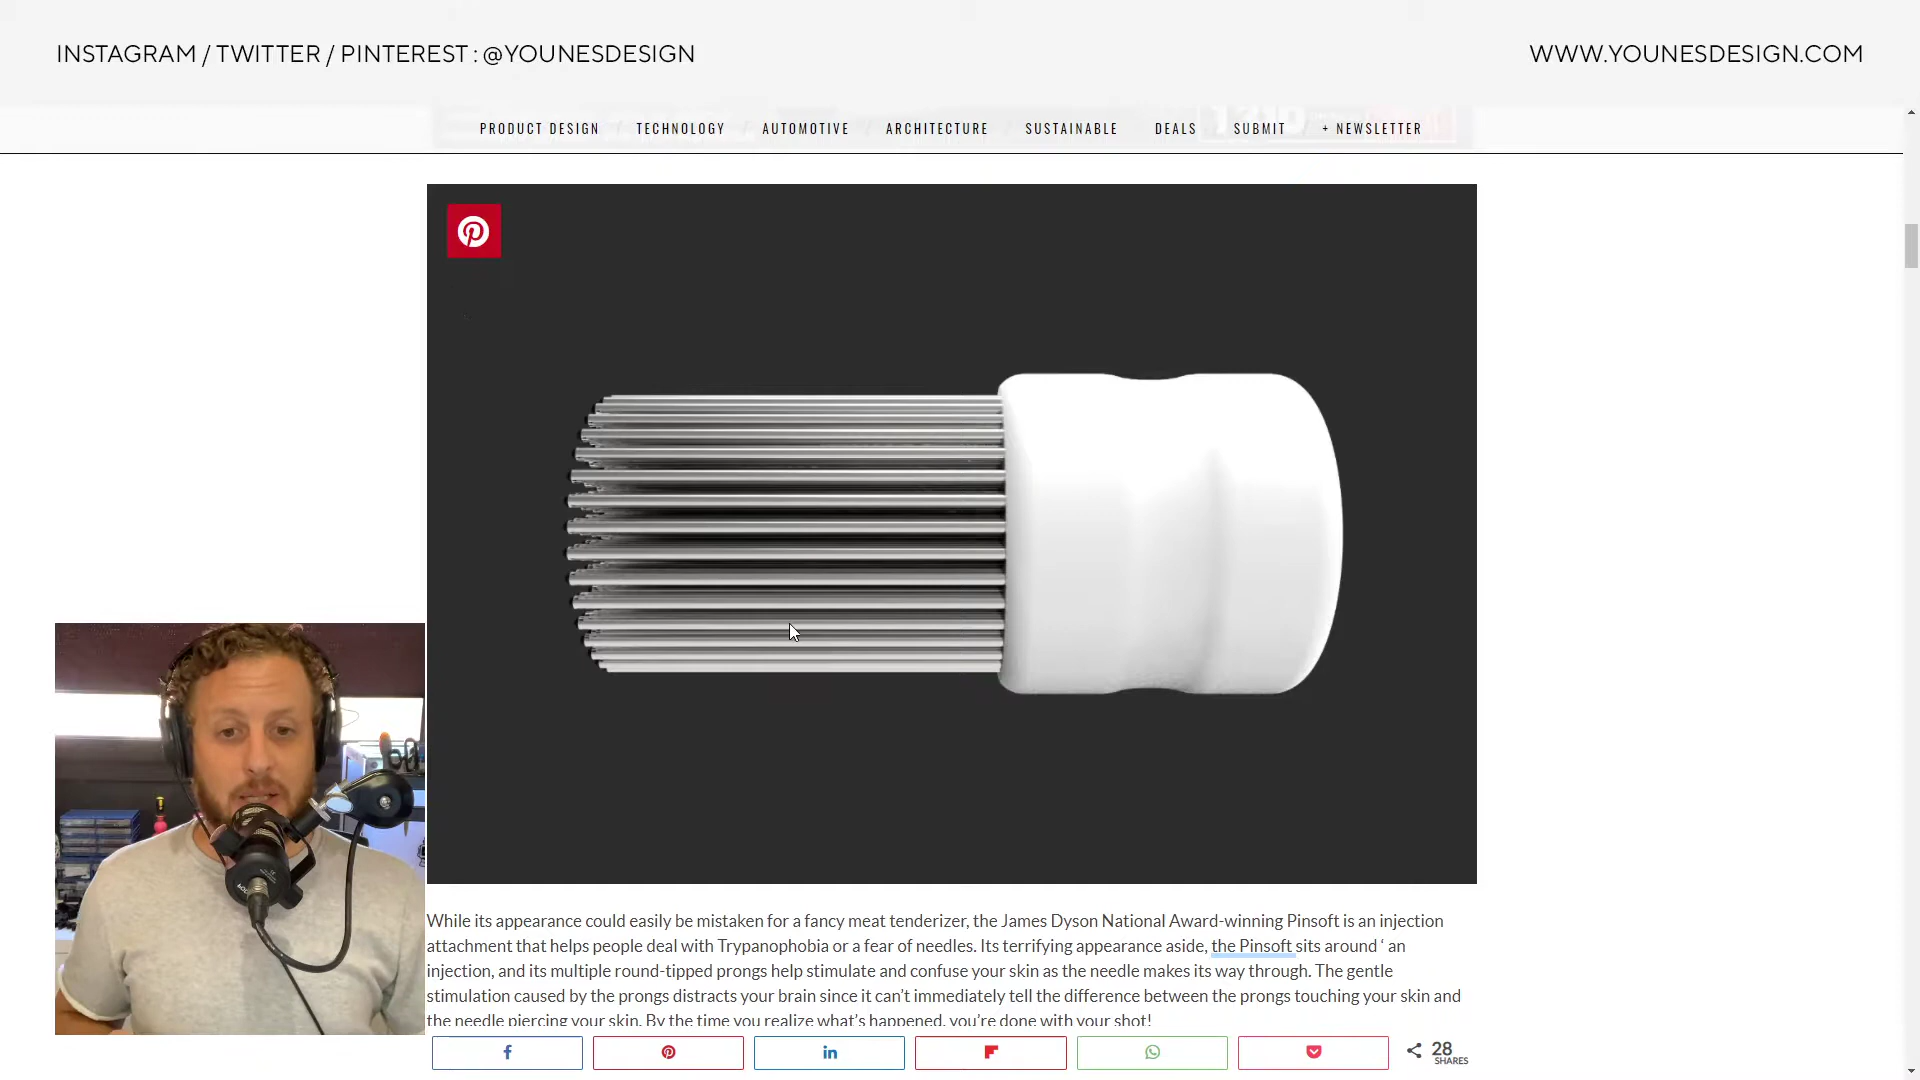 INSTAGRAM / TWITTER / PINTEREST : @YOUNESDESIGN
WWW.YOUNESDESIGN.COM
PRODUCT DESIGN / TECHNOLOGY / AUTOMOTIVE / ARCHITECTURE / SUSTAINABLE DEALS SUBMIT / + NEWSLETTER
While its appearance could easily be mistaken for a fancy meat tenderizer, the James Dyson National Award-winning Pinsoft is an injection
attachment that helps people deal with Trypanophobia or a fear of needles. Its terrifying appearance aside, the Pinsoft sits around ‘ an
injection, and its multiple round-tipped prongs help stimulate and confuse your skin as the needle makes its way through. The gentle
stimulation caused by the prongs distracts your brain since it can’t immediately tell the difference between the prongs touching your skin and
the needle piercing your skin. By the time you realize what’s happened, you’re done with your shot!
28
SHARES